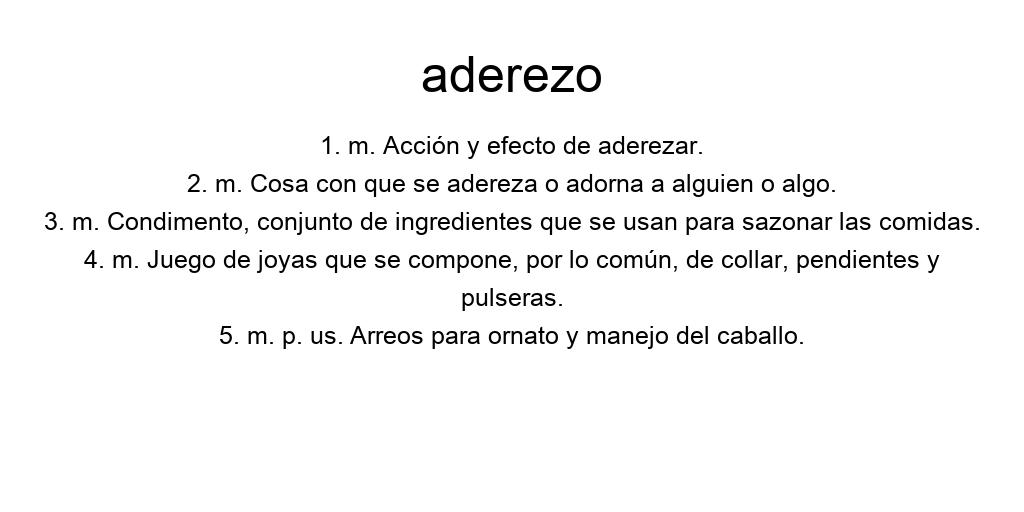 aderezo
1. m. Acción y efecto de aderezar.
2. m. Cosa con que se adereza o adorna a alguien o algo.
3. m. Condimento, conjunto de ingredientes que se usan para sazonar las comidas.
4. m. Juego de joyas que se compone, por lo común, de collar, pendientes y
pulseras.
5. m. p. us. Arreos para ornato y manejo del caballo.